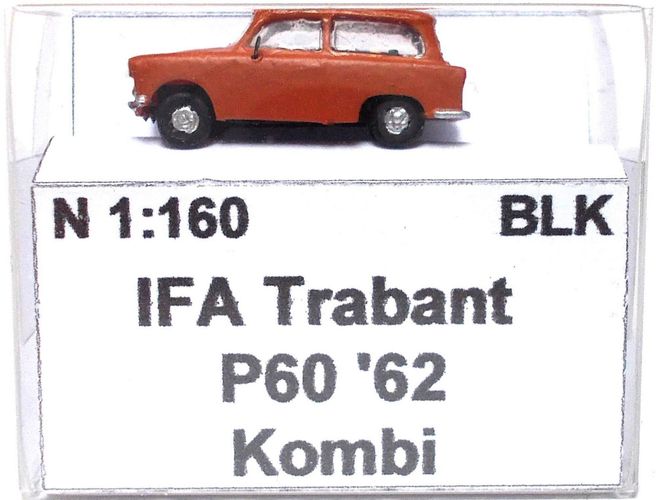 N 1:160 BLK
IFA Trabant
P60 '62
Kombi